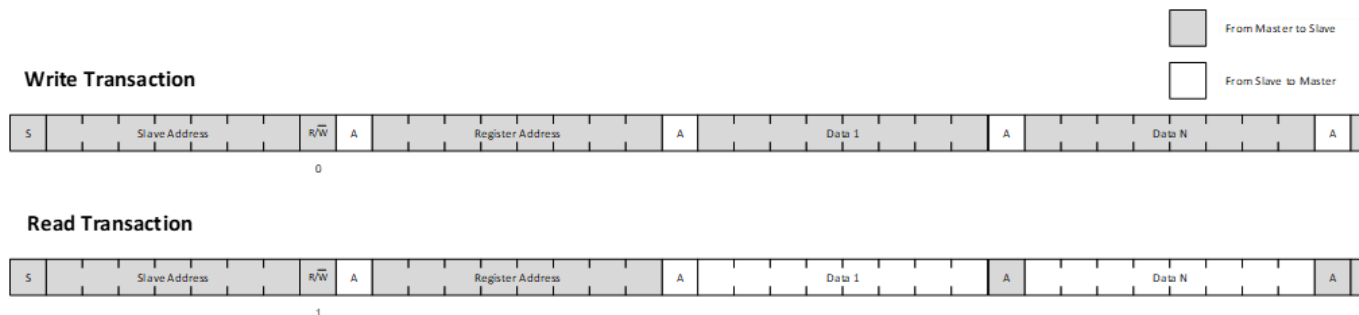 From Master to Slave
Write Transaction
From Slave to Master
S Slave Address R/W̅ A Register Address A Data 1 A Data N A
0
Read Transaction
S Slave Address R/W̅ A Register Address A Data 1 A Data N A
1